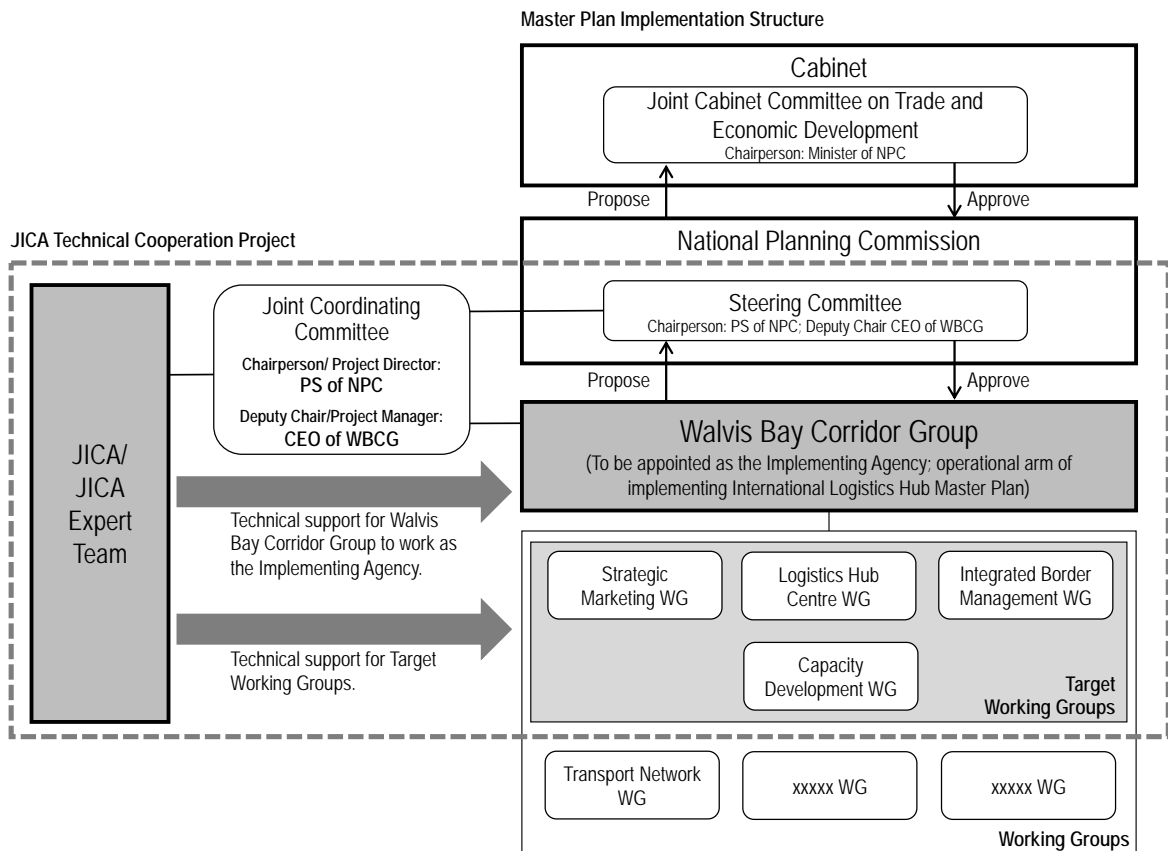 Master Plan Implementation Structure
Cabinet
Joint Cabinet Committee on Trade and
Economic Development
Chairperson: Minister of NPC
Propose
Approve
JICA Technical Cooperation Project
National Planning Commission
Steering Committee
Chairperson: PS of NPC; Deputy Chair CEO of WBCG
Joint Coordinating
Committee
Chairperson/ Project Director:
PS of NPC
Deputy Chair/Project Manager:
CEO of WBCG
Propose
Approve
JICA/
JICA
Expert
Team
Walvis Bay Corridor Group
(To be appointed as the Implementing Agency; operational arm of
implementing International Logistics Hub Master Plan)
Technical support for Walvis
Bay Corridor Group to work as
the Implementing Agency.
Technical support for Target
Working Groups.
Strategic
Marketing WG
Logistics Hub
Centre WG
Integrated Border
Management WG
Capacity
Development WG
Target
Working Groups
Transport Network
WG
xxxxx WG
xxxxx WG
Working Groups